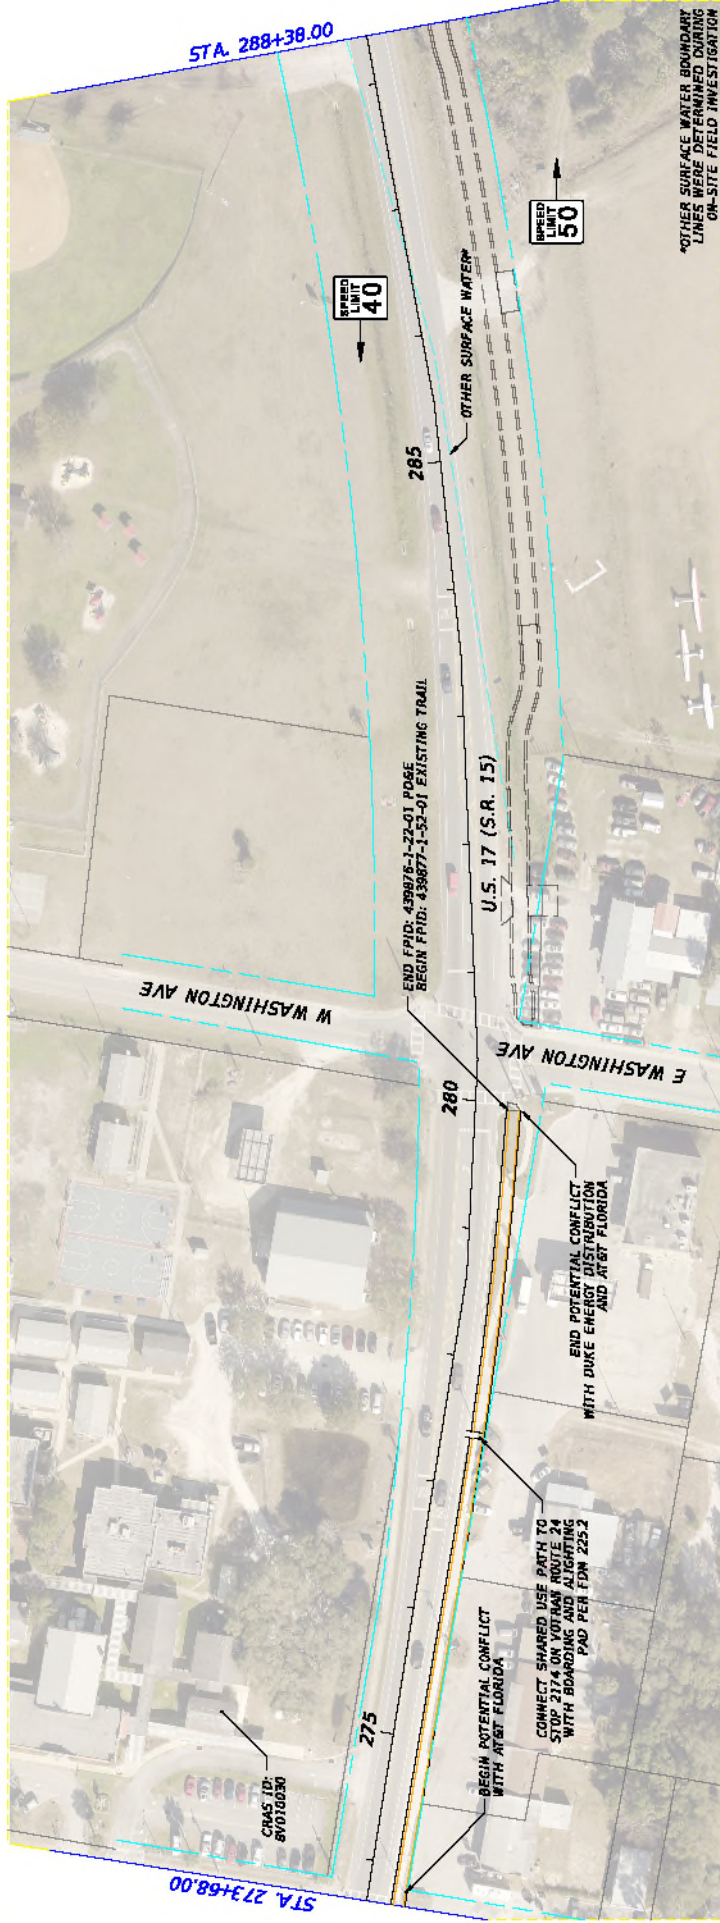 STA. 273+68.00
CRAS ID:
8VO10030
275
BEGIN POTENTIAL CONFLICT
WITH AT&T FLORIDA
CONNECT SHARED USE PATH TO
STOP 2174 ON VOTRAN ROUTE 24
WITH BOARDING AND ALIGHTING
PAD PER FDM 225.2
END POTENTIAL CONFLICT
WITH DUKE ENERGY DISTRIBUTION
AND AT&T FLORIDA
280
W WASHINGTON AVE
E WASHINGTON AVE
END FPID: 439876-1-22-01 PD&E
BEGIN FPID: 439877-1-52-01 EXISTING TRAIL
U.S. 17 (S.R. 15)
285
OTHER SURFACE WATER*
SPEED
LIMIT
40
SPEED
LIMIT
50
STA. 288+38.00
*OTHER SURFACE WATER BOUNDARY
LINES WERE DETERMINED DURING
ON-SITE FIELD INVESTIGATION